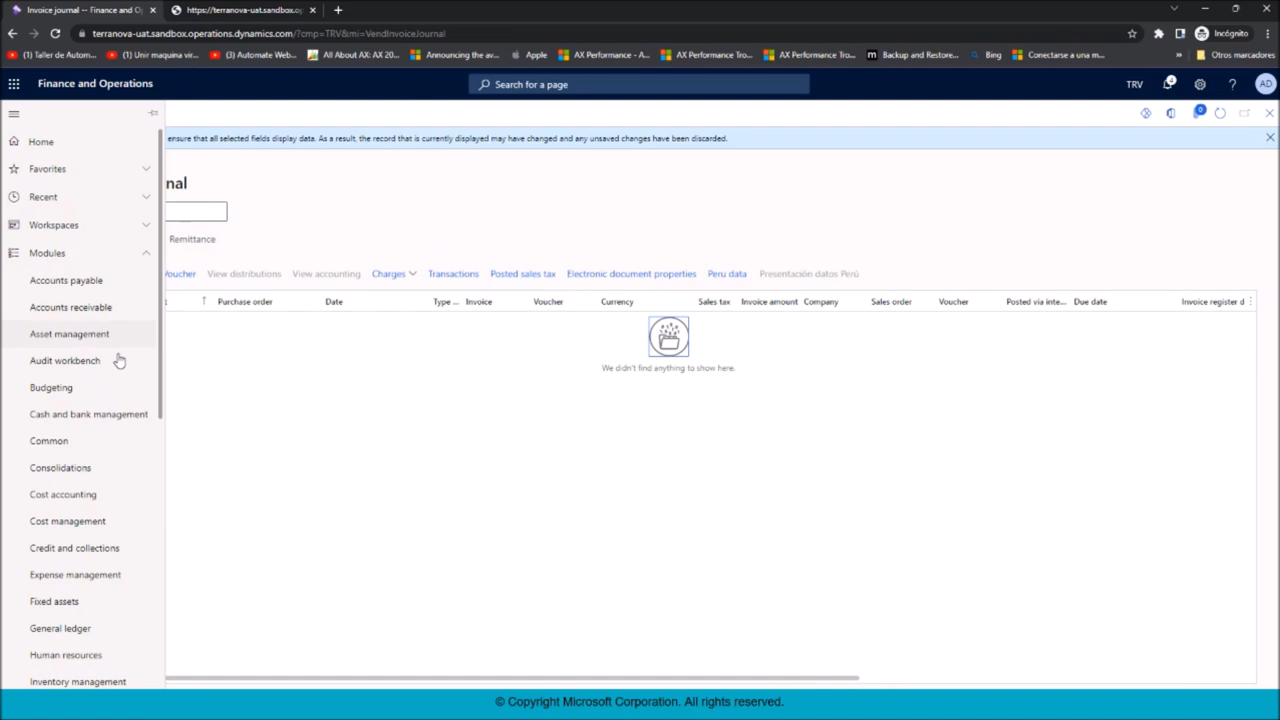 Invoice journal -- Finance and O
https://terranova-uat.sandbox.o
terranova-uat.sandbox.operations.dynamics.com/?cmp=TRV&mi=VendInvoiceJournal
Incógnito
(1) Taller de Autom...
(1) Unir maquina vir...
All About AX: AX 20...
Announcing the av...
Apple
AX Performance - A...
AX Performance Tro...
AX Performance Tro...
Backup and Restore...
(3) Automate Web...
Bing
Conectarse a una m...
Otros marcadores
Finance and Operations
Search for a page
TRV
4
?
AD
0
ensure that all selected fields display data. As a result, the record that is currently displayed may have changed and any unsaved changes have been discarded.
Home
Favorites
Recent
Workspaces
Modules
Accounts payable
Accounts receivable
Asset management
Audit workbench
Budgeting
Cash and bank management
Common
Consolidations
Cost accounting
Cost management
Credit and collections
Expense management
Fixed assets
General ledger
Human resources
Inventory management
nal
Remittance
Voucher
View distributions
View accounting
Charges
Transactions
Posted sales tax
Electronic document properties
Peru data
Presentación datos Perú
Purchase order
Date
Type ...
Invoice
Voucher
Currency
Sales tax
Invoice amount
Company
Sales order
Voucher
Posted via inte...
Due date
Invoice register d
We didn't find anything to show here.
© Copyright Microsoft Corporation. All rights reserved.